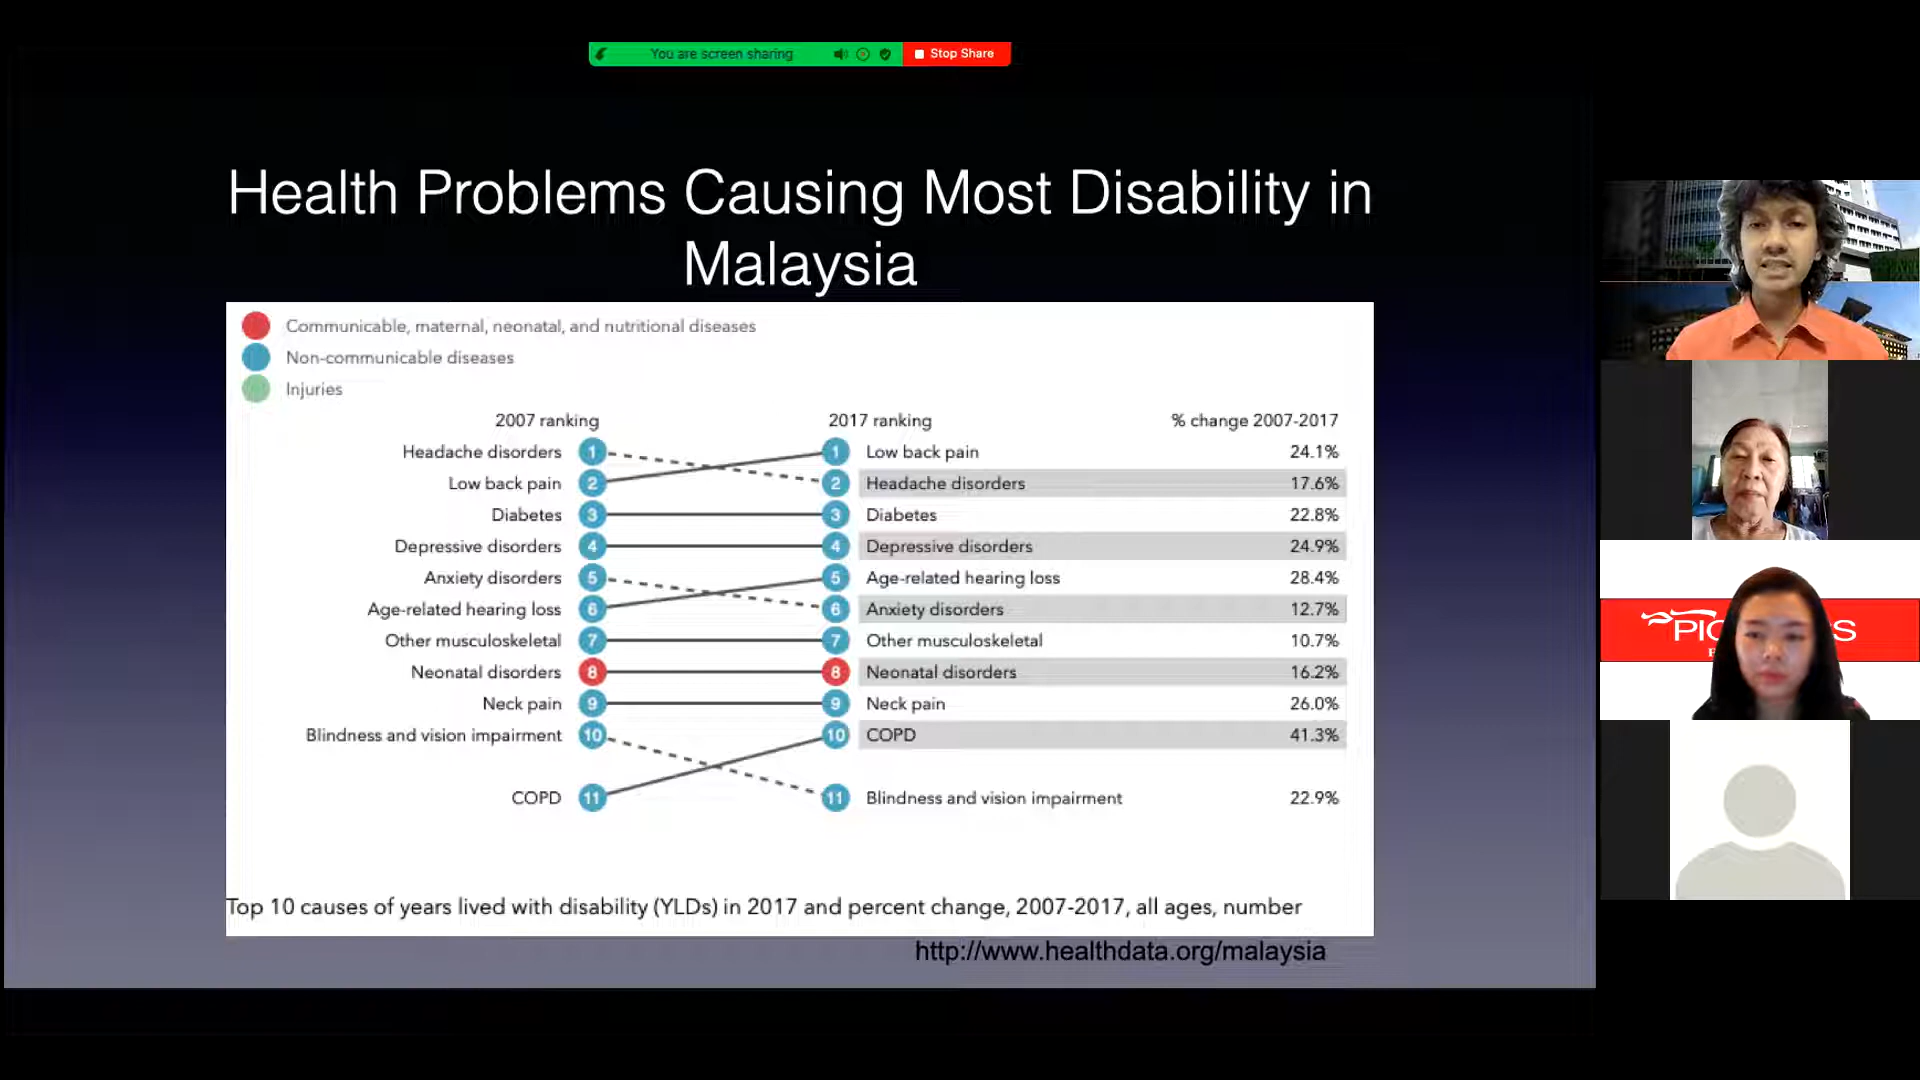 You are screen sharing
Stop Share
Health Problems Causing Most Disability in
Malaysia
Communicable, maternal, neonatal, and nutritional diseases
Non-communicable diseases
Injuries
2007 ranking 2017 ranking % change 2007-2017
Headache disorders 1 1 Low back pain 24.1%
Low back pain 2 2 Headache disorders 17.6%
Diabetes 3 3 Diabetes 22.8%
Depressive disorders 4 4 Depressive disorders 24.9%
Anxiety disorders 5 5 Age-related hearing loss 28.4%
Age-related hearing loss 6 6 Anxiety disorders 12.7%
Other musculoskeletal 7 7 Other musculoskeletal 10.7%
Neonatal disorders 8 8 Neonatal disorders 16.2%
Neck pain 9 9 Neck pain 26.0%
Blindness and vision impairment 10 10 COPD 41.3%
COPD 11 11 Blindness and vision impairment 22.9%
Top 10 causes of years lived with disability (YLDs) in 2017 and percent change, 2007-2017, all ages, number
http://www.healthdata.org/malaysia